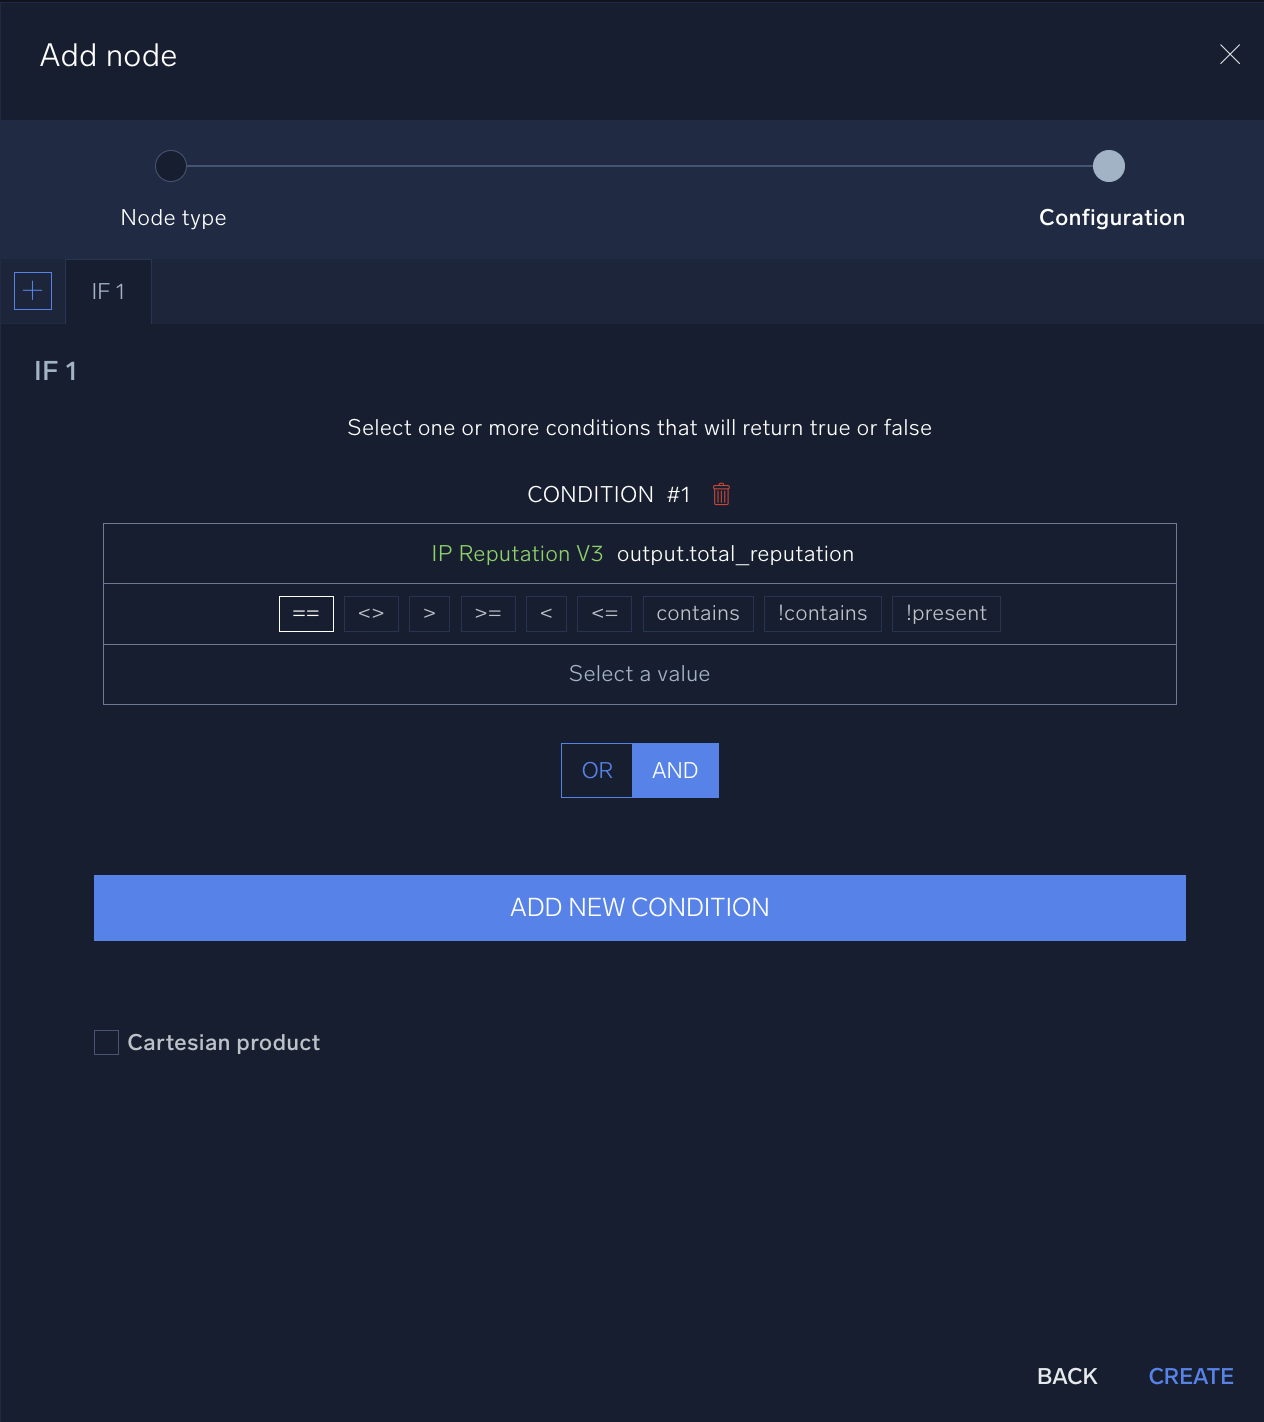 Add node
Node type
Configuration
IF 1
IF 1
Select one or more conditions that will return true or false
CONDITION #1
IP Reputation V3 output.total_reputation
== <> > >= < <= contains !contains !present
Select a value
OR AND
ADD NEW CONDITION
Cartesian product
BACK CREATE